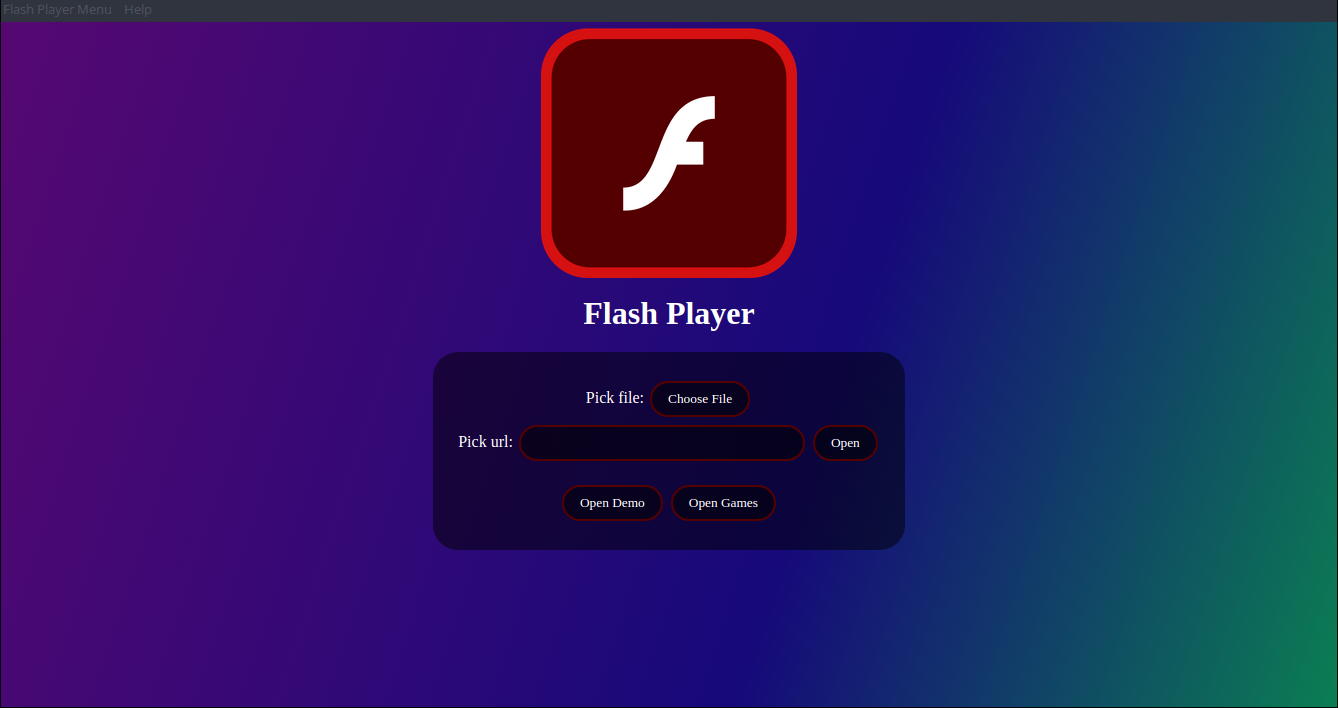 Flash Player Menu Help
Flash Player
Pick file: Choose File
Pick url: Open
Open Demo Open Games